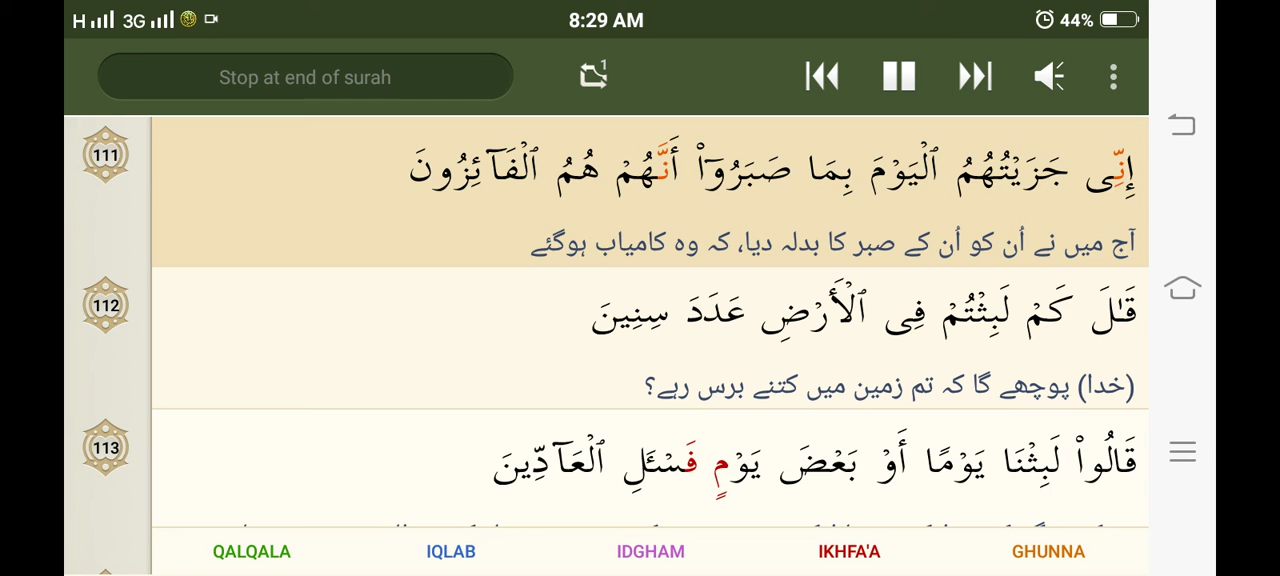 H 3G 8:29 AM 44%
Stop at end of surah 1
111
إِنِّى جَزَيْتُهُمُ ٱلْيَوْمَ بِمَا صَبَرُوٓا۟ أَنَّهُمْ هُمُ ٱلْفَآئِزُونَ
آج میں نے اُن کو اُن کے صبر کا بدلہ دیا، کہ وہ کامیاب ہوگئے
112
قَٰلَ كَمْ لَبِثْتُمْ فِى ٱلْأَرْضِ عَدَدَ سِنِينَ
(خدا) پوچھے گا کہ تم زمین میں کتنے برس رہے؟
113
قَالُوا۟ لَبِثْنَا يَوْمًا أَوْ بَعْضَ يَوْمٍ فَسْـَٔلِ ٱلْعَآدِّينَ
QALQALA IQLAB IDGHAM IKHFA'A GHUNNA